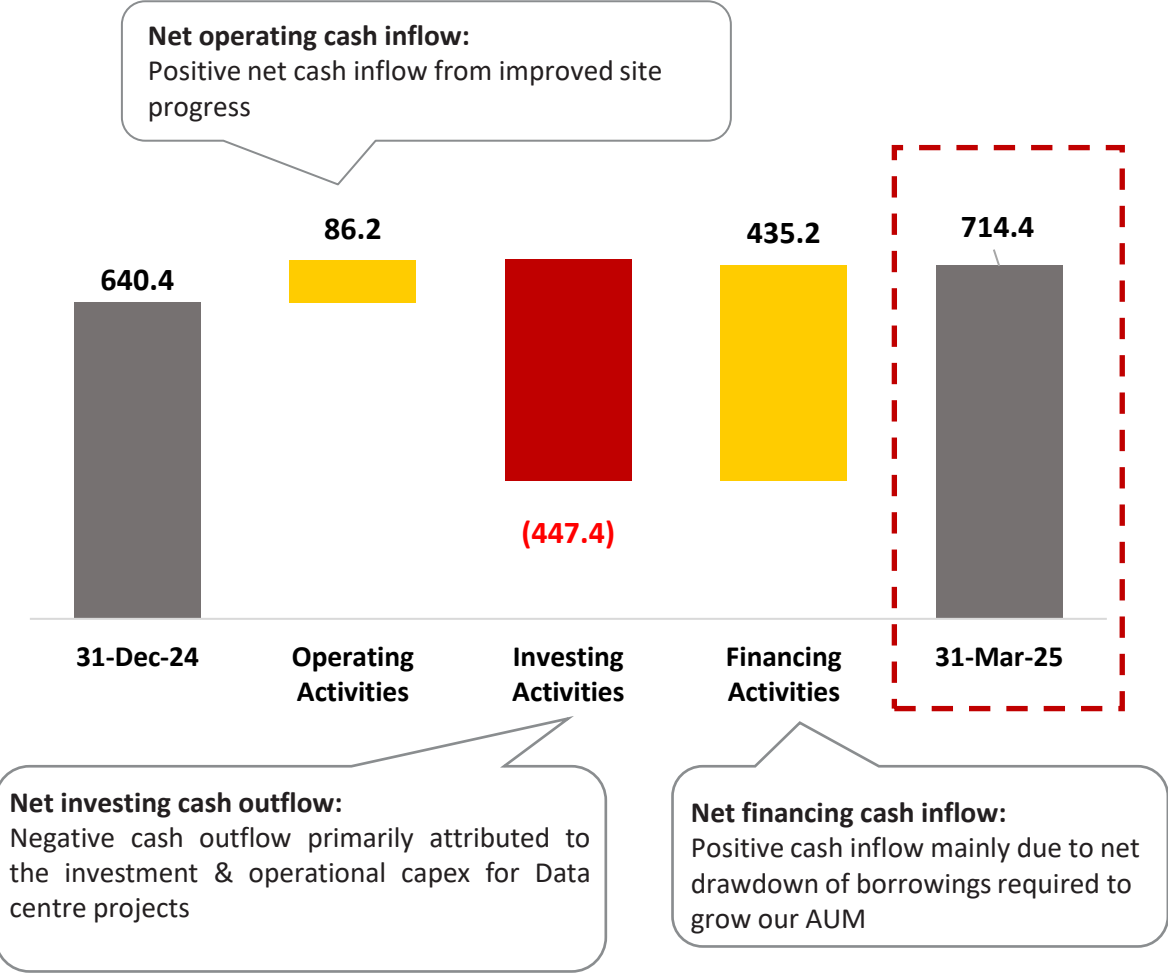 Net operating cash inflow:
Positive net cash inflow from improved site
progress
86.2
435.2
714.4
640.4
(447.4)
31-Dec-24
Operating
Activities
Investing
Activities
Financing
Activities
31-Mar-25
Net investing cash outflow:
Negative cash outflow primarily attributed to
the investment & operational capex for Data
centre projects
Net financing cash inflow:
Positive cash inflow mainly due to net
drawdown of borrowings required to
grow our AUM